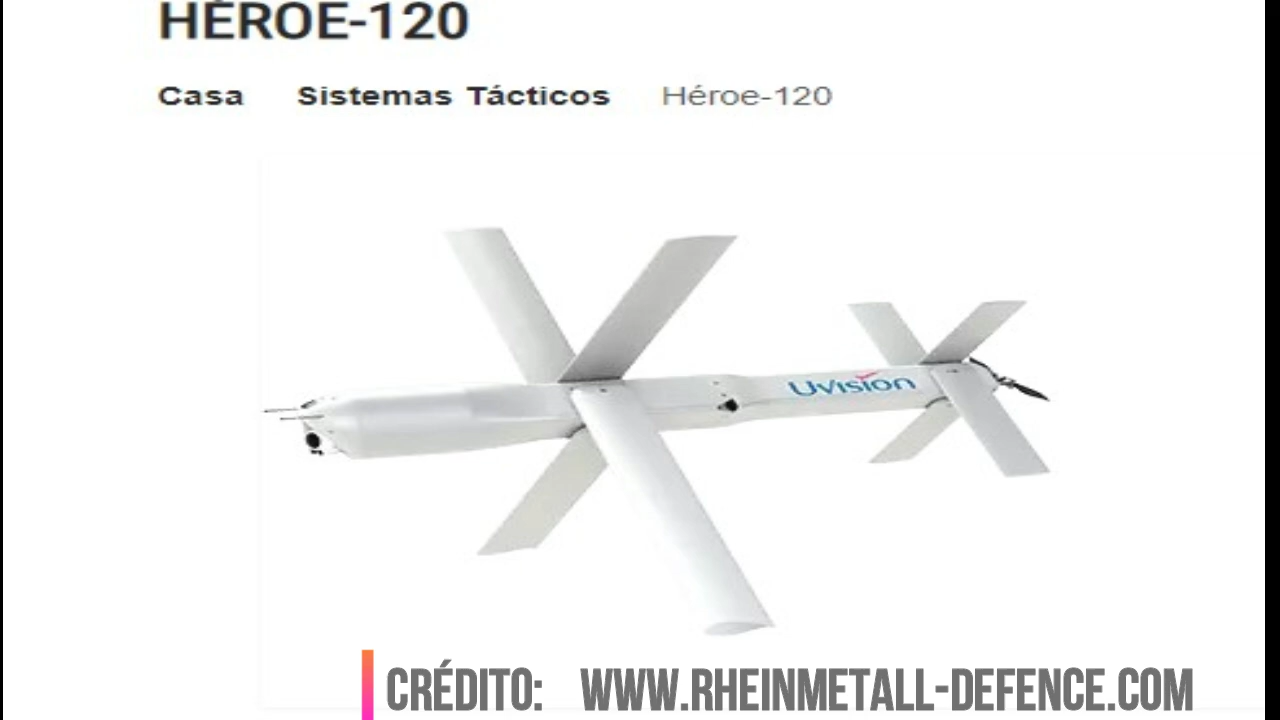 HÉROE-120
Casa Sistemas Tácticos Héroe-120
UVision
CRÉDITO: WWW.RHEINMETALL-DEFENCE.COM